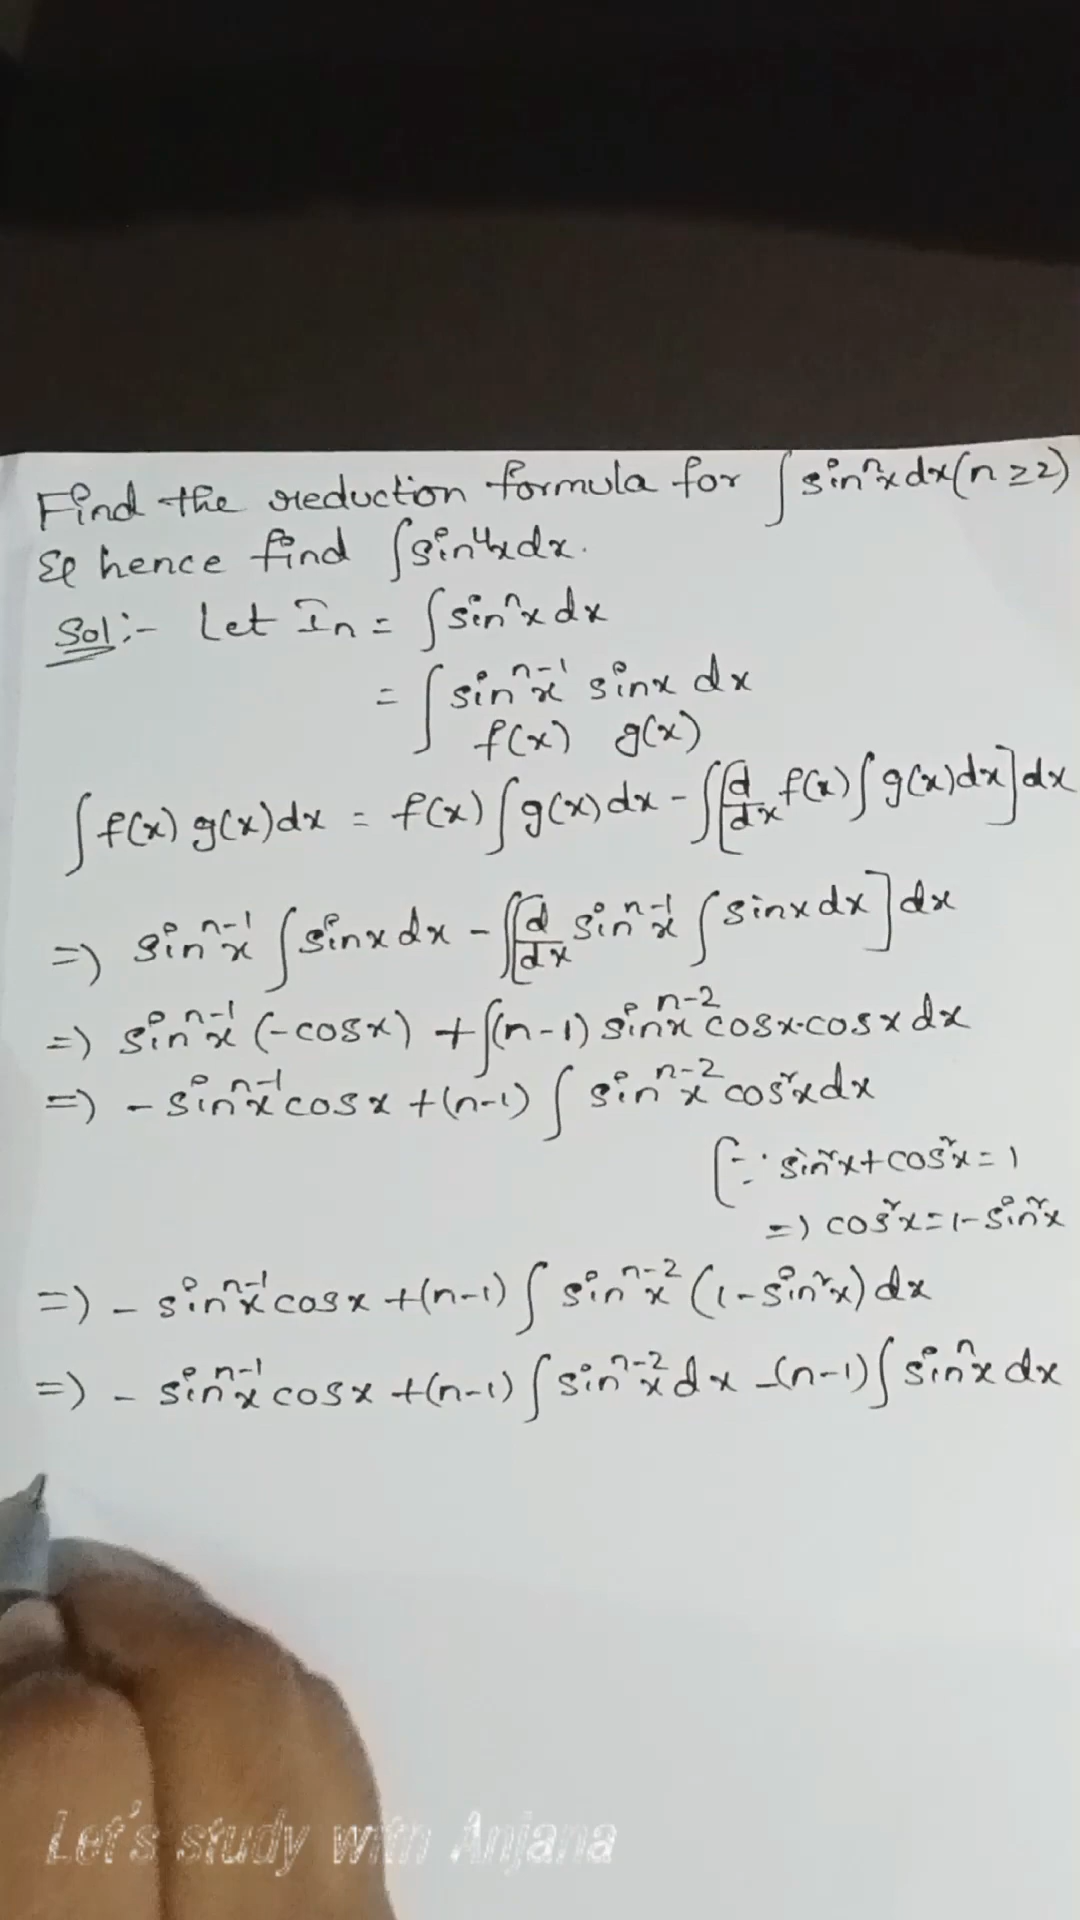 Find the reduction formula for ∫sinⁿx dx (n ≥ 2)
& hence find ∫sin⁴x dx.
Sol:- Let Iₙ = ∫sinⁿx dx
= ∫sinⁿ⁻¹x sinx dx
f(x) g(x)
∫f(x) g(x) dx = f(x) ∫g(x) dx - ∫[d/dx f(x) ∫g(x) dx] dx
=) sinⁿ⁻¹x ∫sinx dx - ∫[d/dx sinⁿ⁻¹x ∫sinx dx] dx
=) sinⁿ⁻¹x (-cosx) + ∫(n-1) sinⁿ⁻²x cosx.cosx dx
=) - sinⁿ⁻¹x cosx + (n-1) ∫sinⁿ⁻²x cos²x dx
(∵ sin²x + cos²x = 1
=) cos²x = 1 - sin²x
=) - sinⁿ⁻¹x cosx + (n-1) ∫sinⁿ⁻²x (1 - sin²x) dx
=) - sinⁿ⁻¹x cosx + (n-1) ∫sinⁿ⁻²x dx - (n-1) ∫sinⁿx dx
Let's study with Anjana